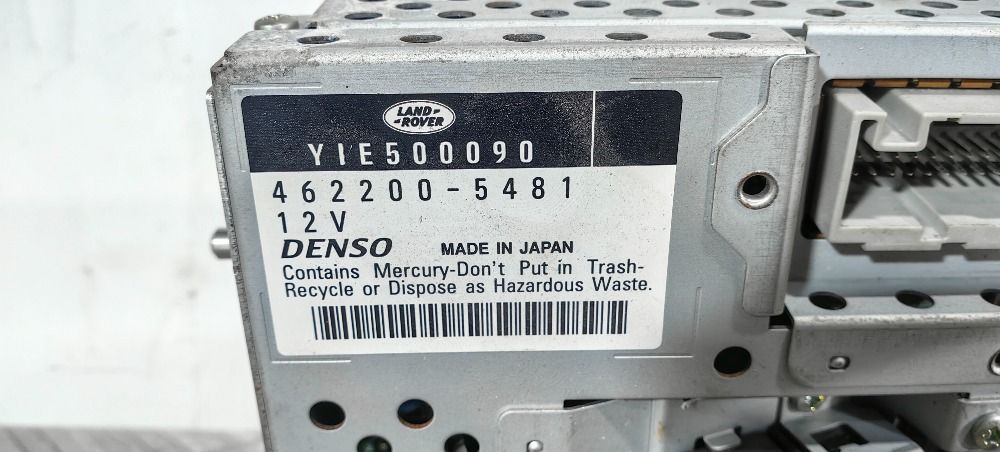 LAND-
-ROVER
YIE500090
462200-5481
12V
DENSO MADE IN JAPAN
Contains Mercury-Don't Put in Trash-
Recycle or Dispose as Hazardous Waste.